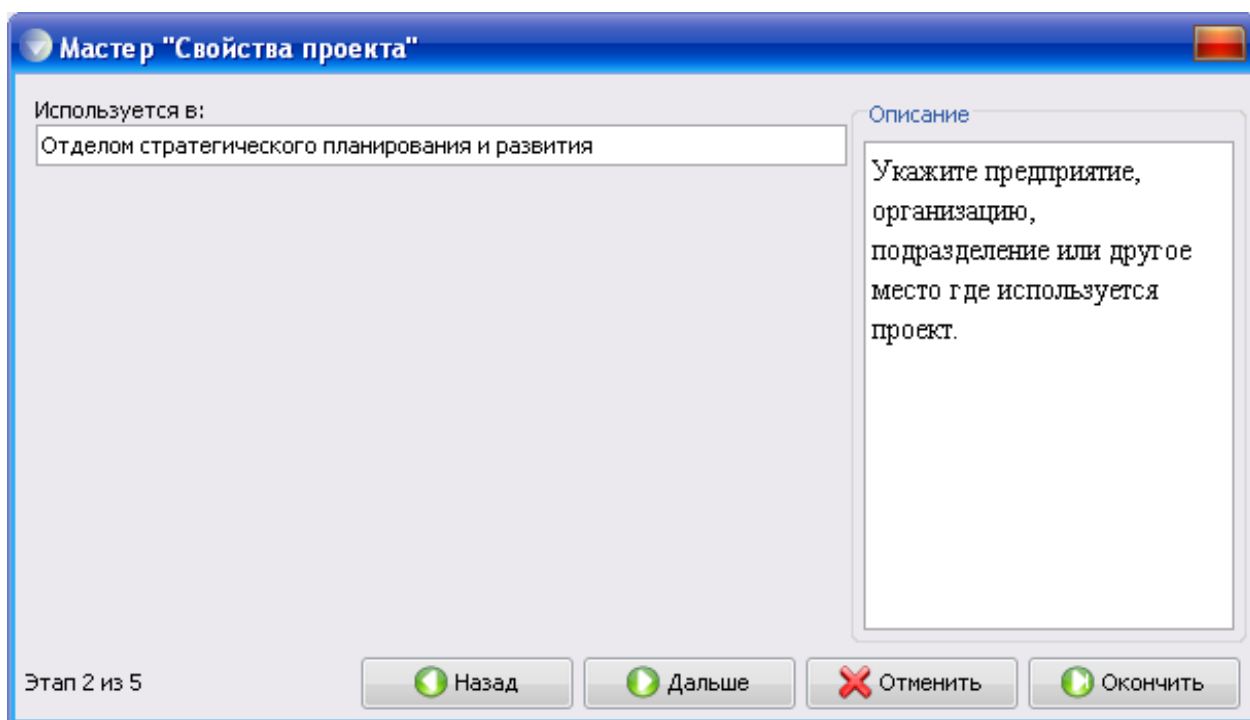 Мастер "Свойства проекта"
Используется в:
Отделом стратегического планирования и развития
Описание
Укажите предприятие,
организацию,
подразделение или другое
место где используется
проект.
Этап 2 из 5
Назад
Дальше
Отменить
Окончить